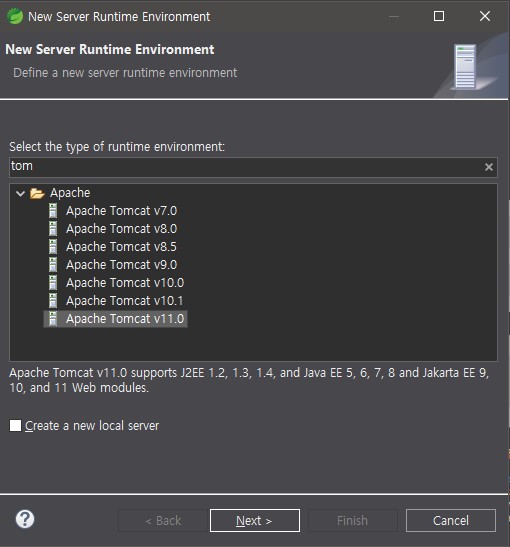 New Server Runtime Environment
New Server Runtime Environment
Define a new server runtime environment
Select the type of runtime environment:
tom
Apache
Apache Tomcat v7.0
Apache Tomcat v8.0
Apache Tomcat v8.5
Apache Tomcat v9.0
Apache Tomcat v10.0
Apache Tomcat v10.1
Apache Tomcat v11.0
Apache Tomcat v11.0 supports J2EE 1.2, 1.3, 1.4, and Java EE 5, 6, 7, 8 and Jakarta EE 9,
10, and 11 Web modules.
Create a new local server
? < Back Next > Finish Cancel